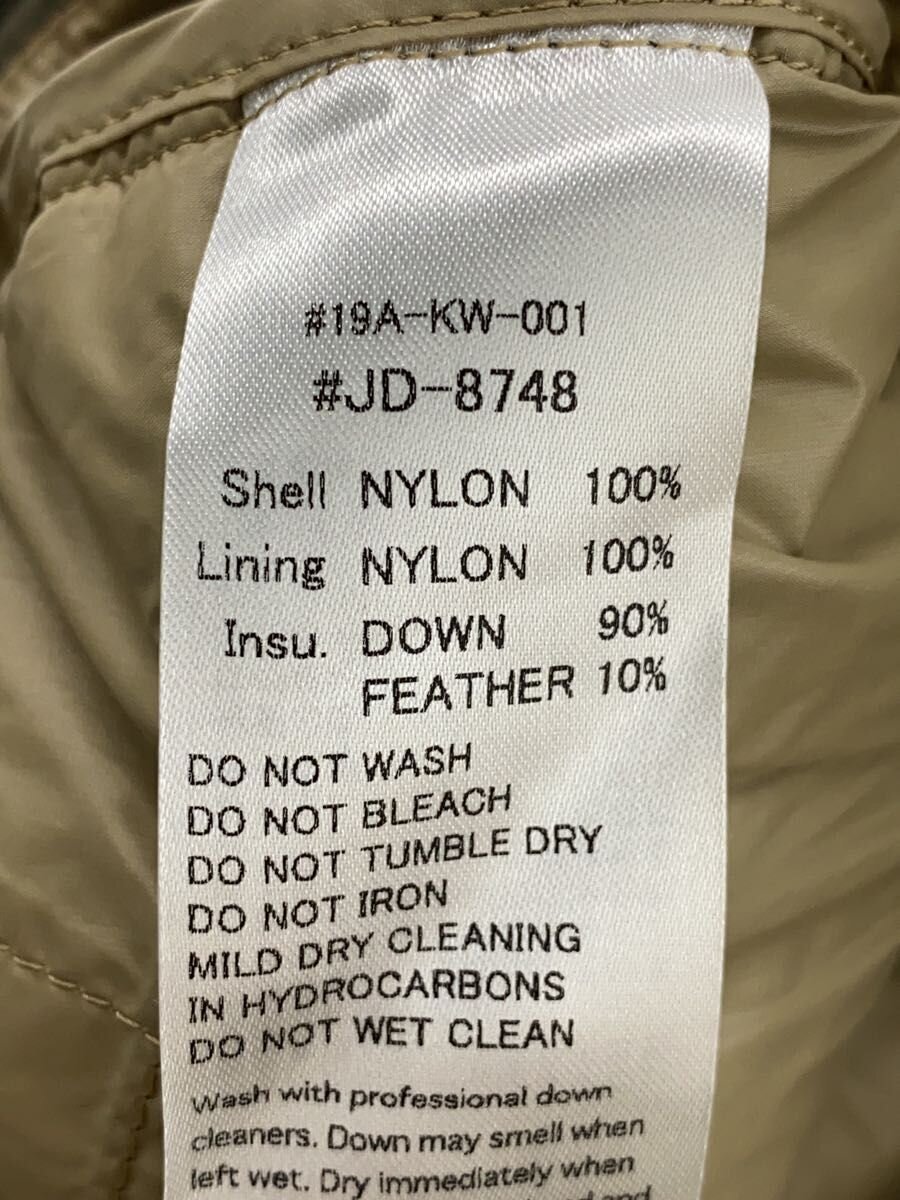 #19A-KW-001
#JD-8748
Shell NYLON 100%
Lining NYLON 100%
Insu. DOWN 90%
FEATHER 10%
DO NOT WASH
DO NOT BLEACH
DO NOT TUMBLE DRY
DO NOT IRON
MILD DRY CLEANING
IN HYDROCARBONS
DO NOT WET CLEAN
Wash with professional down
cleaners. Down may smell when
left wet. Dry immediately when
and